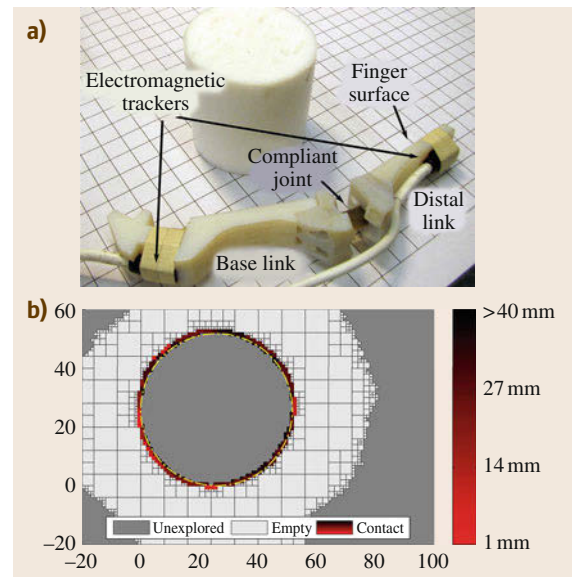 a)
Electromagnetic
trackers
Finger
surface
Compliant
joint
Distal
link
Base link
b)
60
40
20
0
–20
Unexplored
Empty
Contact
–20
0
20
40
60
80
100
>40 mm
27 mm
14 mm
1 mm